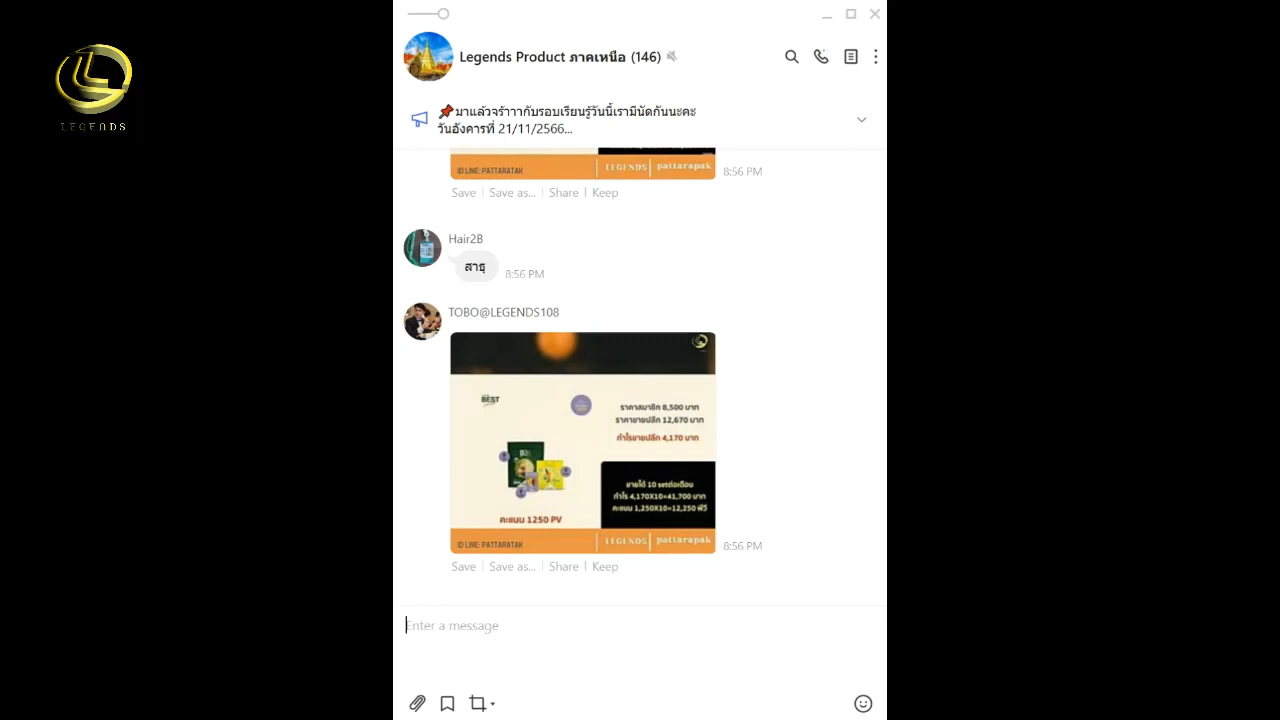 LEGENDS
Legends Product ภาคเหนือ (146)
📌มาแล้วจร้าาากับรอบเรียนรู้วันนี้เรามีนัดกันนะคะ
วันอังคารที่ 21/11/2566...
© LINE: PATTARATAK
LEGENDS
pattarapak
8:56 PM
Save
Save as...
Share
Keep
Hair2B
สาธุ
8:56 PM
TOBO@LEGENDS108
BEST
ราคาสมาชิก 8,500 บาท
ราคาขายปลีก 12,670 บาท
กำไรขายปลีก 4,170 บาท
ขายได้ 10 setต่อเดือน
กำไร 4,170X10=41,700 บาท
คะแนน 1,250X10=12,250 พีวี
คะแนน 1250 PV
© LINE: PATTARATAK
LEGENDS
pattarapak
8:56 PM
Save
Save as...
Share
Keep
Enter a message